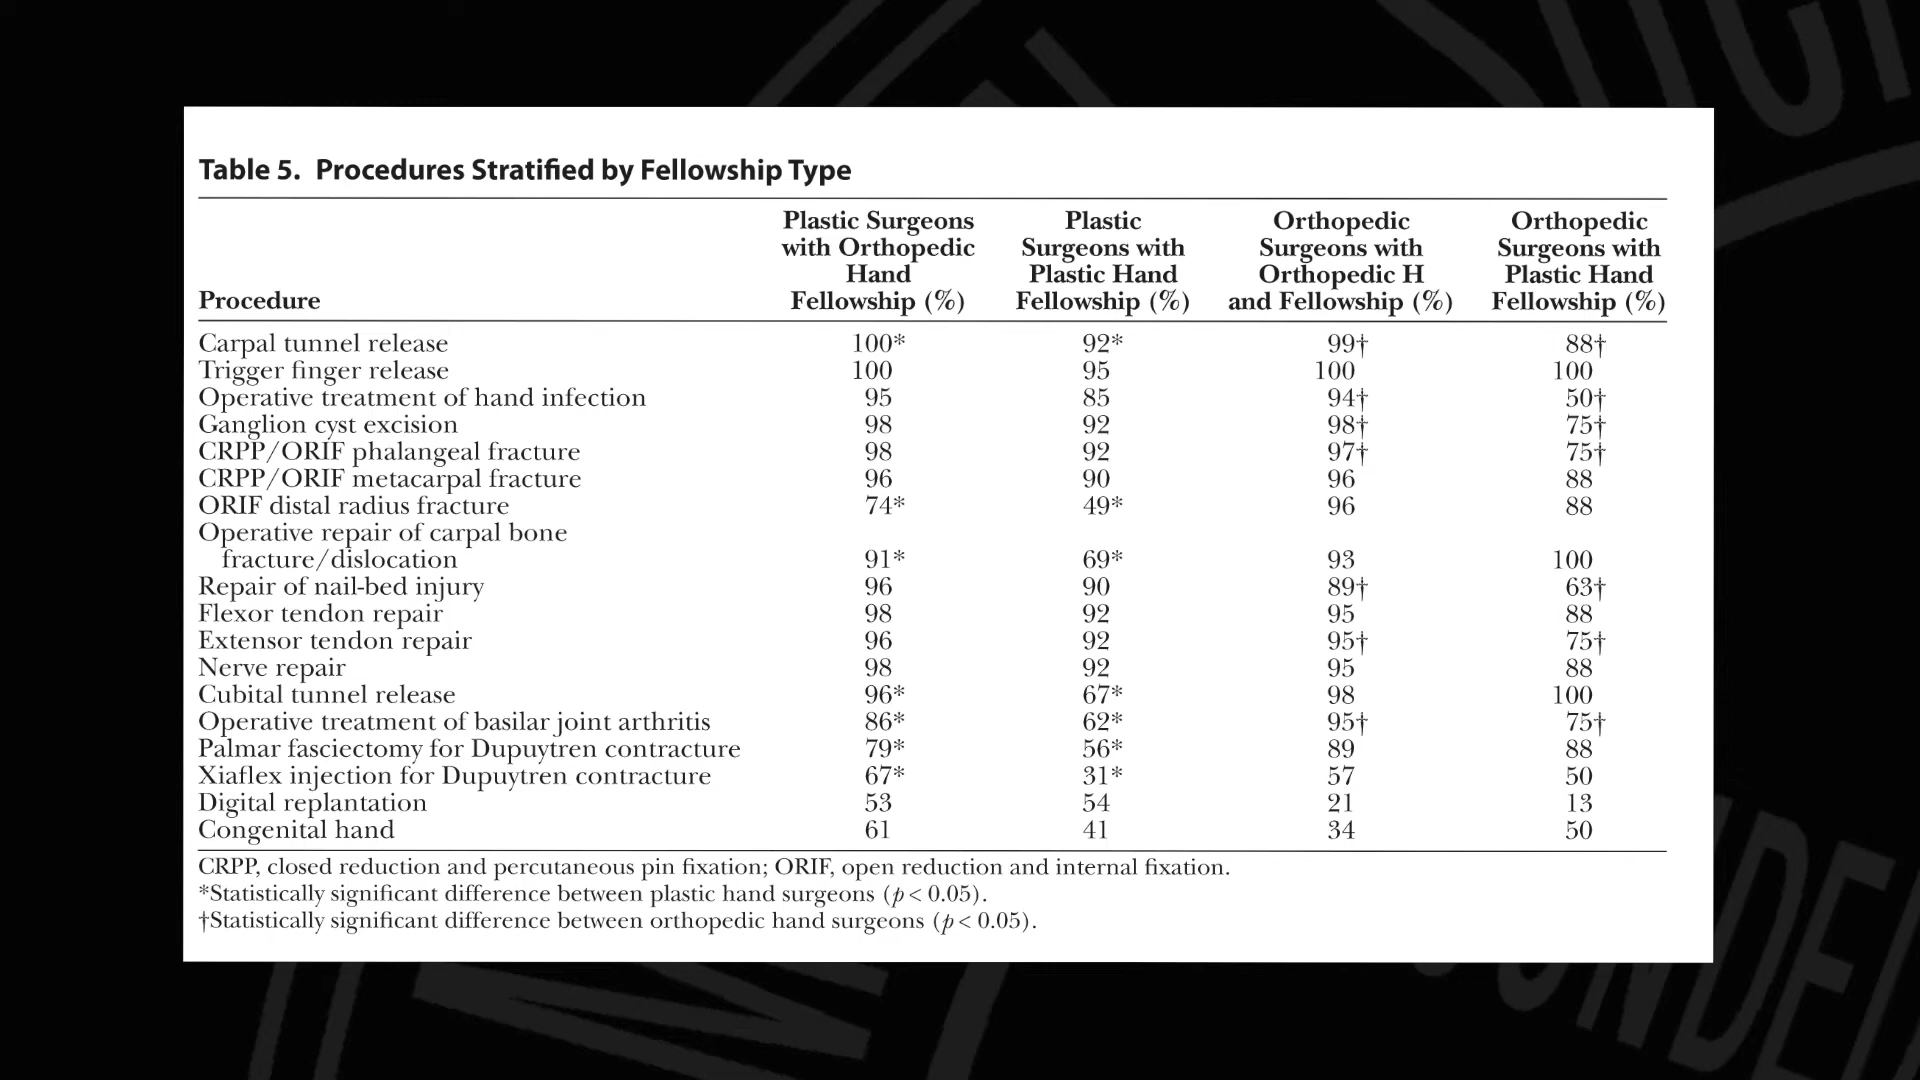 Table 5. Procedures Stratified by Fellowship Type
Procedure Plastic Surgeons with Orthopedic Hand Fellowship (%) Plastic Surgeons with Plastic Hand Fellowship (%) Orthopedic Surgeons with Orthopedic H and Fellowship (%) Orthopedic Surgeons with Plastic Hand Fellowship (%)
Carpal tunnel release 100* 92* 99† 88†
Trigger finger release 100 95 100 100
Operative treatment of hand infection 95 85 94† 50†
Ganglion cyst excision 98 92 98† 75†
CRPP/ORIF phalangeal fracture 98 92 97† 75†
CRPP/ORIF metacarpal fracture 96 90 96 88
ORIF distal radius fracture 74* 49* 96 88
Operative repair of carpal bone
fracture/dislocation 91* 69* 93 100
Repair of nail-bed injury 96 90 89† 63†
Flexor tendon repair 98 92 95 88
Extensor tendon repair 96 92 95† 75†
Nerve repair 98 92 95 88
Cubital tunnel release 96* 67* 98 100
Operative treatment of basilar joint arthritis 86* 62* 95† 75†
Palmar fasciectomy for Dupuytren contracture 79* 56* 89 88
Xiaflex injection for Dupuytren contracture 67* 31* 57 50
Digital replantation 53 54 21 13
Congenital hand 61 41 34 50
CRPP, closed reduction and percutaneous pin fixation; ORIF, open reduction and internal fixation.
*Statistically significant difference between plastic hand surgeons (p < 0.05).
†Statistically significant difference between orthopedic hand surgeons (p < 0.05).